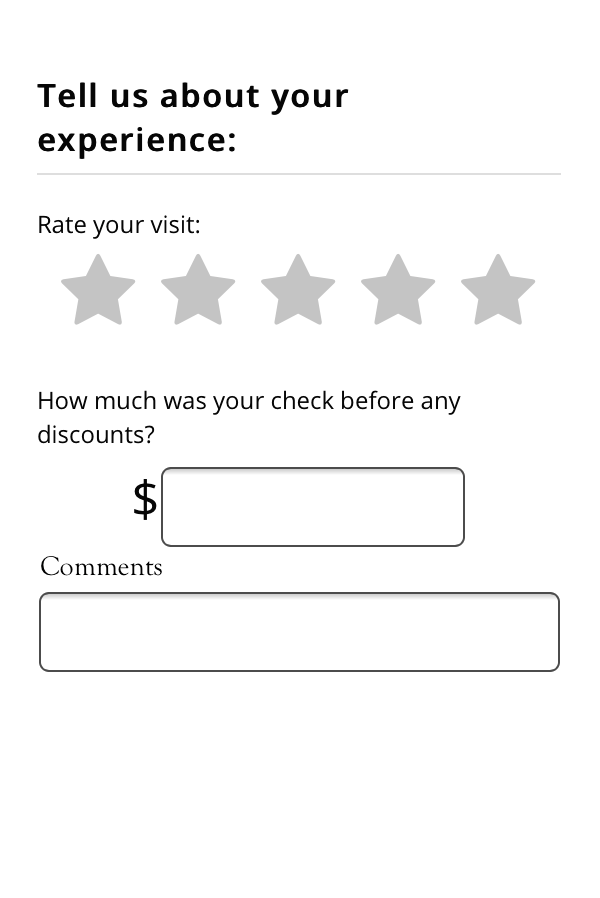 Tell us about your
experience:
Rate your visit:
How much was your check before any
discounts?
$
Comments